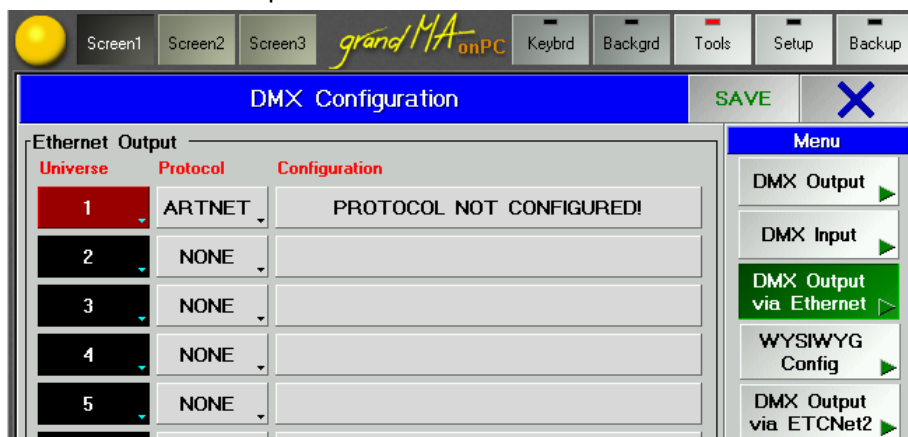 Screen1 Screen2 Screen3 grandMA onPC Keybrd Backgrd Tools Setup Backup
DMX Configuration SAVE
Ethernet Output
Universe Protocol Configuration
1 ARTNET PROTOCOL NOT CONFIGURED!
2 NONE
3 NONE
4 NONE
5 NONE
Menu
DMX Output
DMX Input
DMX Output
via Ethernet
WYSIWYG
Config
DMX Output
via ETCNet2